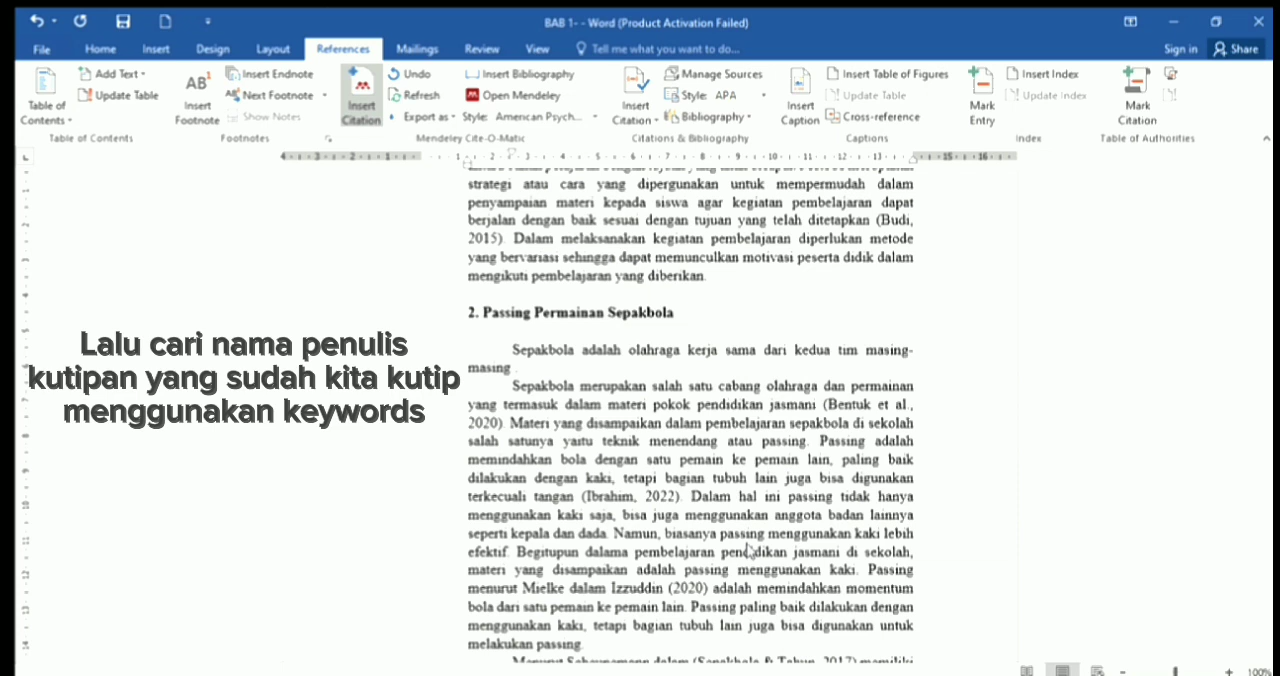 BAB 1- - Word (Product Activation Failed)
File Home Insert Design Layout References Mailings Review View Tell me what you want to do... Sign in Share
Table of Contents
Add Text
Update Table
Table of Contents
AB1
Insert Footnote
Insert Endnote
Next Footnote
Show Notes
Footnotes
Insert Citation
Undo
Refresh
Export as
Insert Bibliography
Open Mendeley
Style: American Psych...
Mendeley Cite-O-Matic
Insert Citation
Manage Sources
Style: APA
Bibliography
Citations & Bibliography
Insert Caption
Insert Table of Figures
Update Table
Cross-reference
Captions
Mark Entry
Insert Index
Update Index
Index
Mark Citation
Table of Authorities
strategi atau cara yang dipergunakan untuk mempermudah dalam
penyampaian materi kepada siswa agar kegiatan pembelajaran dapat
berjalan dengan baik sesuai dengan tujuan yang telah ditetapkan (Budi,
2015). Dalam melaksanakan kegiatan pembelajaran diperlukan metode
yang bervariasi sehingga dapat memunculkan motivasi peserta didik dalam
mengikuti pembelajaran yang diberikan.
2. Passing Permainan Sepakbola
Sepakbola adalah olahraga kerja sama dari kedua tim masing-
masing .
Sepakbola merupakan salah satu cabang olahraga dan permainan
yang termasuk dalam materi pokok pendidikan jasmani (Bentuk et al.,
2020). Materi yang disampaikan dalam pembelajaran sepakbola di sekolah
salah satunya yaitu teknik menendang atau passing. Passing adalah
memindahkan bola dengan satu pemain ke pemain lain, paling baik
dilakukan dengan kaki, tetapi bagian tubuh lain juga bisa digunakan
terkecuali tangan (Ibrahim, 2022). Dalam hal ini passing tidak hanya
menggunakan kaki saja, bisa juga menggunakan anggota badan lainnya
seperti kepala dan dada. Namun, biasanya passing menggunakan kaki lebih
efektif. Begitupun dalama pembelajaran pendidikan jasmani di sekolah,
materi yang disampaikan adalah passing menggunakan kaki. Passing
menurut Mielke dalam Izzuddin (2020) adalah memindahkan momentum
bola dari satu pemain ke pemain lain. Passing paling baik dilakukan dengan
menggunakan kaki, tetapi bagian tubuh lain juga bisa digunakan untuk
melakukan passing.
Lalu cari nama penulis
kutipan yang sudah kita kutip
menggunakan keywords
100%